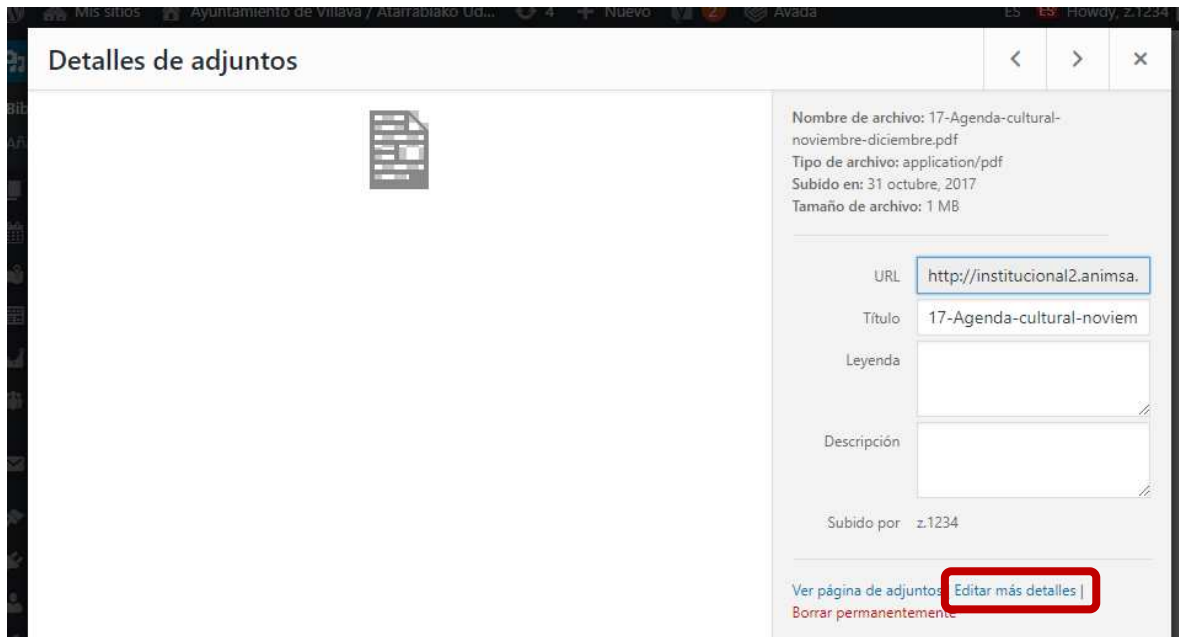 Mis sitios Ayuntamiento de Villava / Atarrabiako Ud... 4 Nuevo 2 Avada ES ES Howdy, z.1234
Detalles de adjuntos
Nombre de archivo: 17-Agenda-cultural-
noviembre-diciembre.pdf
Tipo de archivo: application/pdf
Subido en: 31 octubre, 2017
Tamaño de archivo: 1 MB
URL http://institucional2.animsa.
Título 17-Agenda-cultural-noviem
Leyenda
Descripción
Subido por z.1234
Ver página de adjuntos Editar más detalles |
Borrar permanentemente